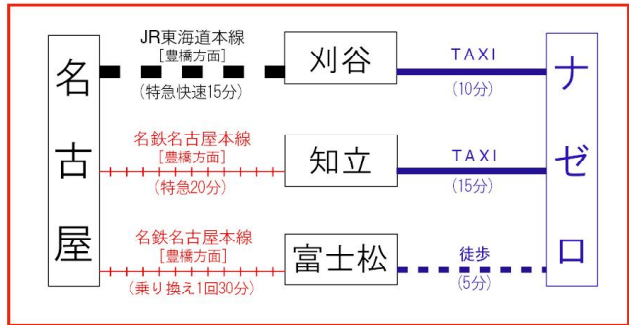 名古屋
JR東海道本線
[豊橋方面]
(特急快速15分)
刈谷
TAXI
(10分)
名鉄名古屋本線
[豊橋方面]
(特急20分)
知立
TAXI
(15分)
名鉄名古屋本線
[豊橋方面]
(乗り換え1回30分)
富士松
徒歩
(5分)
ナゼロ